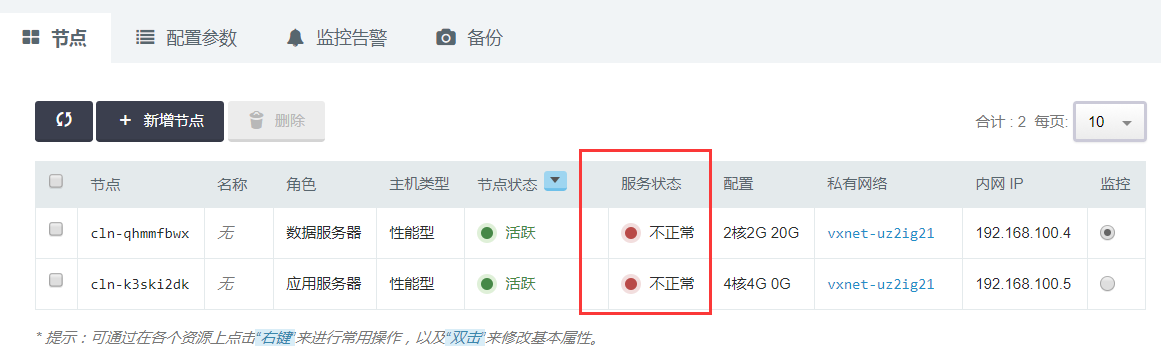 节点 配置参数 监控告警 备份
+ 新增节点 删除 合计 : 2 每页: 10
节点 名称 角色 主机类型 节点状态 服务状态 配置 私有网络 内网 IP 监控
cln-qhmmfbwx 无 数据服务器 性能型 活跃 不正常 2核2G 20G vxnet-uz2ig21 192.168.100.4
cln-k3ski2dk 无 应用服务器 性能型 活跃 不正常 4核4G 0G vxnet-uz2ig21 192.168.100.5
* 提示：可通过在各个资源上点击“右键”来进行常用操作，以及“双击”来修改基本属性。